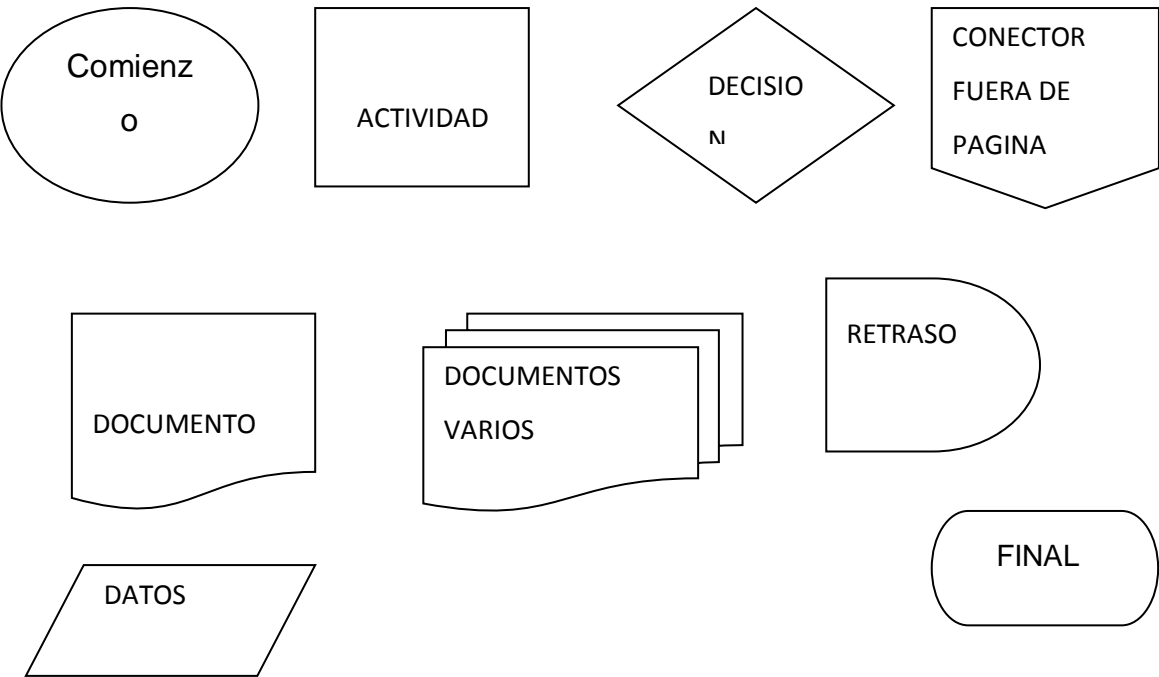 Comienz
o
ACTIVIDAD
DECISIO
N
CONECTOR
FUERA DE
PAGINA
DOCUMENTO
DOCUMENTOS
VARIOS
RETRASO
DATOS
FINAL